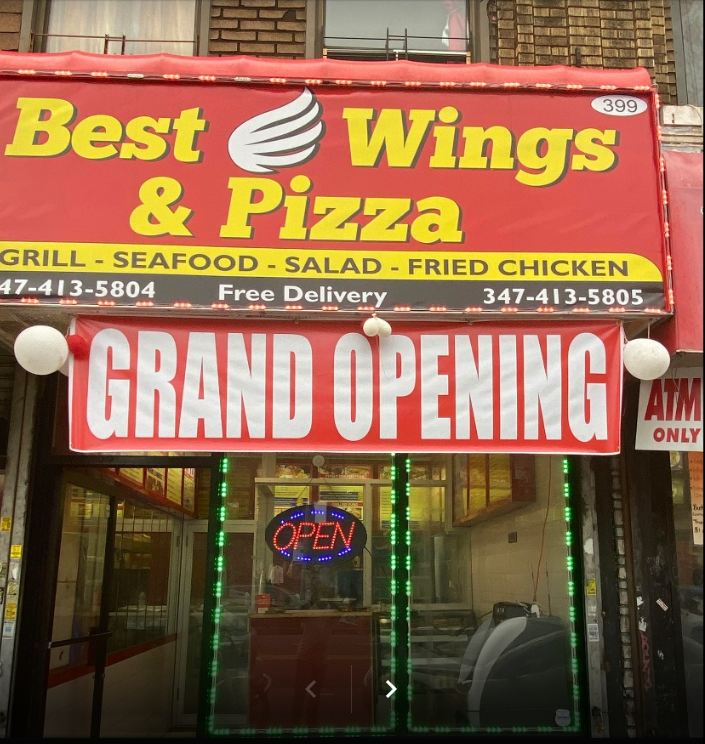 399
Best Wings
& Pizza
GRILL - SEAFOOD - SALAD - FRIED CHICKEN
47-413-5804 Free Delivery 347-413-5805
GRAND OPENING
ATM
ONLY
OPEN